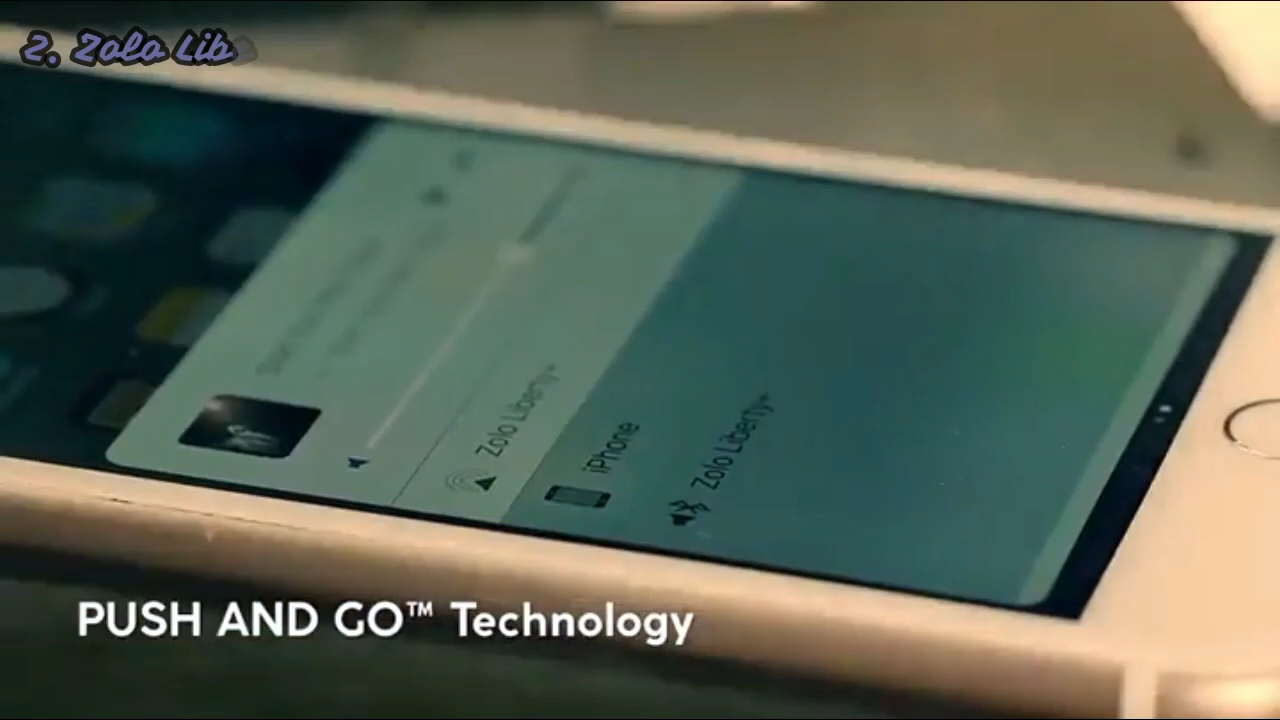 2. Zolo Lib
Zolo Liberty+
iPhone
Zolo Liberty+
PUSH AND GO™ Technology